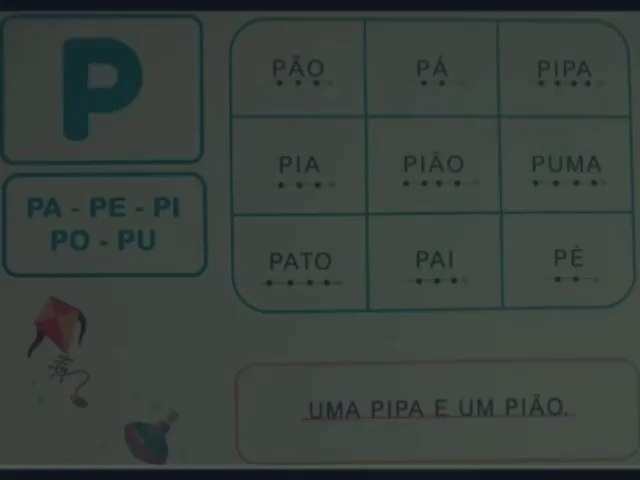 P
PA - PE - PI
PO - PU
PÃO PÁ PIPA
PIA PIÃO PUMA
PATO PAI PÉ
UMA PIPA E UM PIÃO.